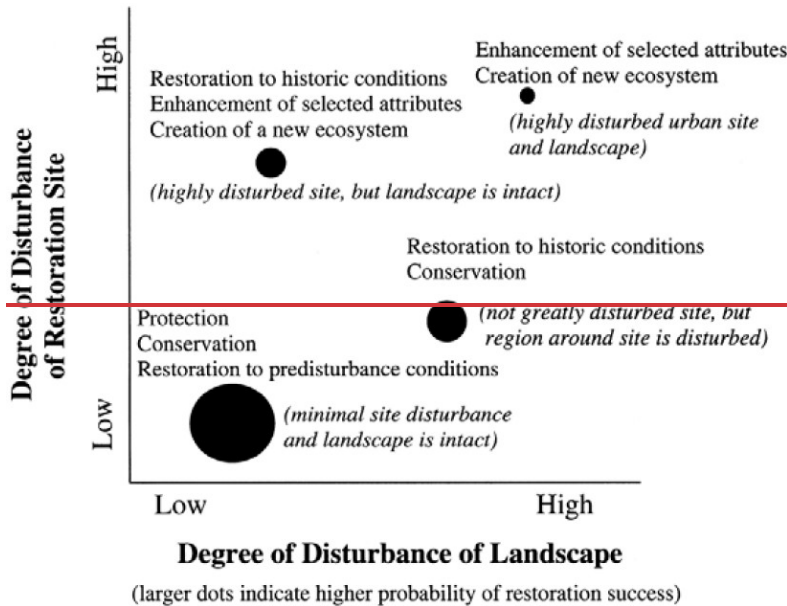 High
Enhancement of selected attributes
Creation of new ecosystem
(highly disturbed urban site
and landscape)
Restoration to historic conditions
Enhancement of selected attributes
Creation of a new ecosystem
(highly disturbed site, but landscape is intact)
Degree of Disturbance
of Restoration Site
Restoration to historic conditions
Conservation
(not greatly disturbed site, but
region around site is disturbed)
Protection
Conservation
Restoration to predisturbance conditions
(minimal site disturbance
and landscape is intact)
Low
Low
High
Degree of Disturbance of Landscape
(larger dots indicate higher probability of restoration success)